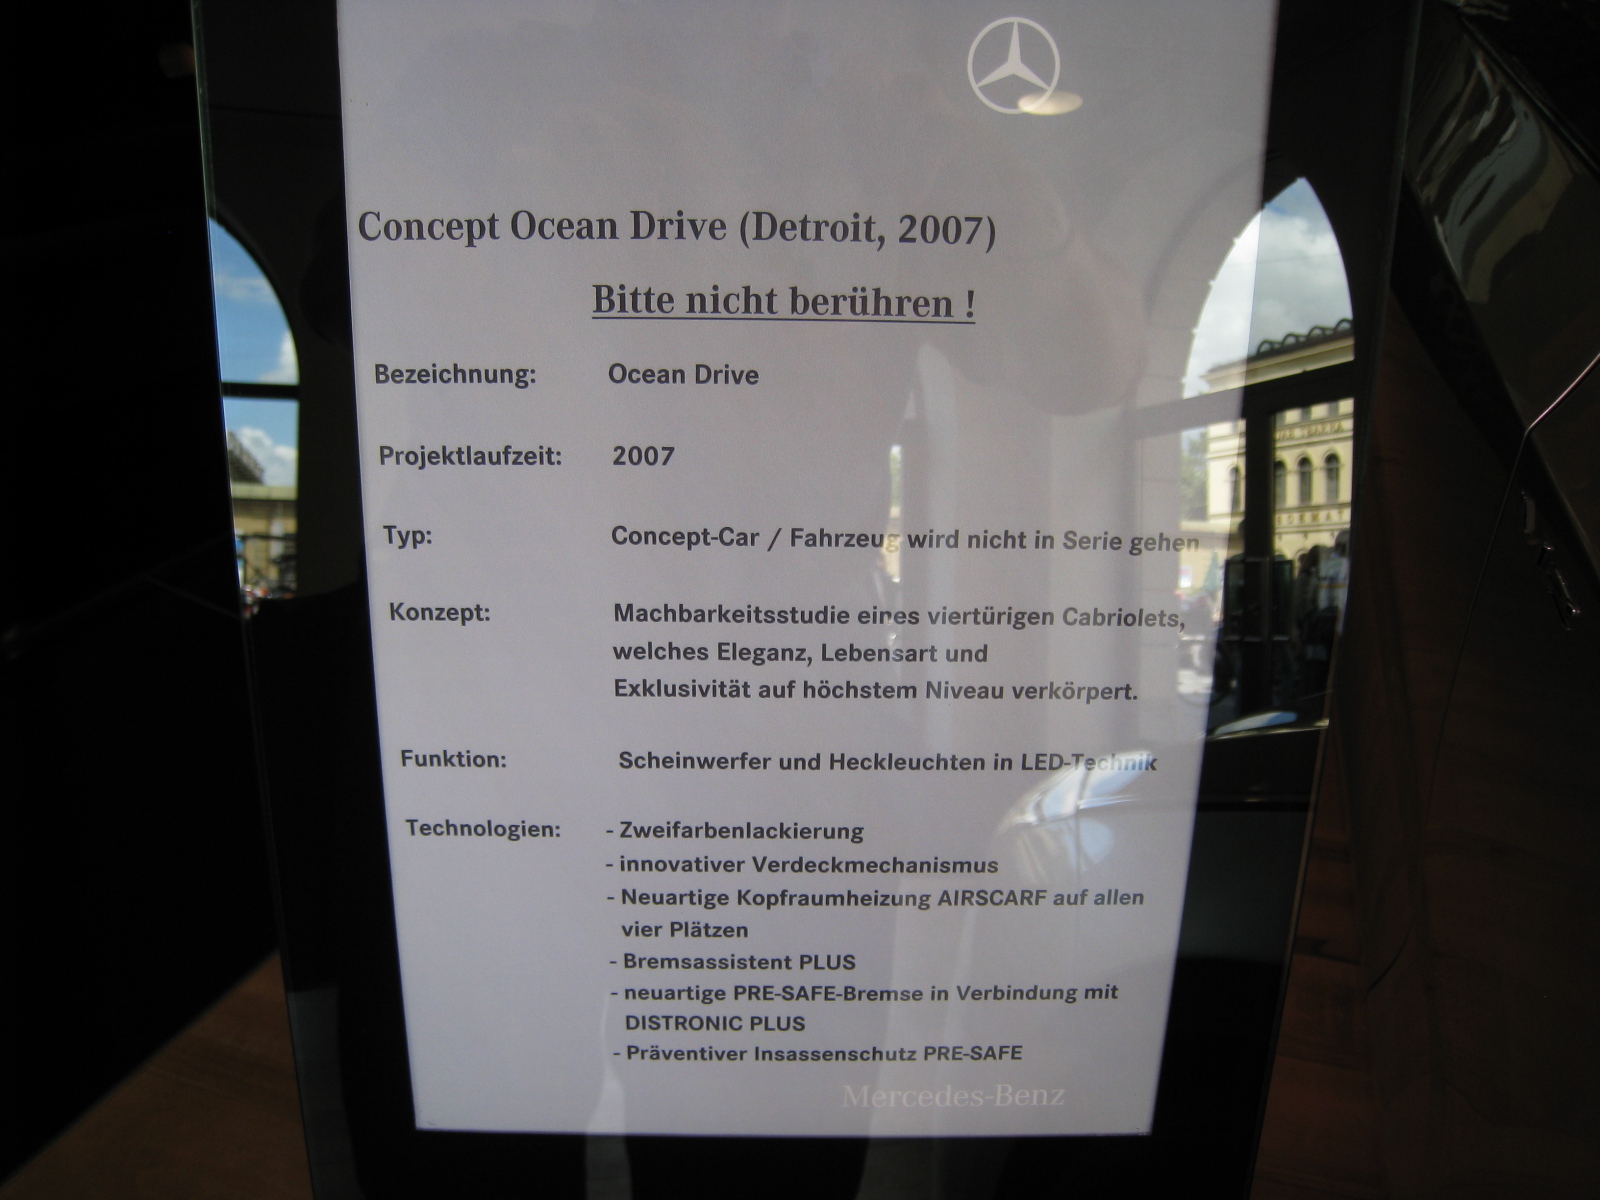 Concept Ocean Drive (Detroit, 2007)
Bitte nicht berühren !
Bezeichnung: Ocean Drive
Projektlaufzeit: 2007
Typ: Concept-Car / Fahrzeug wird nicht in Serie gehen
Konzept: Machbarkeitsstudie eines viertürigen Cabriolets,
welches Eleganz, Lebensart und
Exklusivität auf höchstem Niveau verkörpert.
Funktion: Scheinwerfer und Heckleuchten in LED-Technik
Technologien: - Zweifarbenlackierung
- innovativer Verdeckmechanismus
- Neuartige Kopfraumheizung AIRSCARF auf allen
vier Plätzen
- Bremsassistent PLUS
- neuartige PRE-SAFE-Bremse in Verbindung mit
DISTRONIC PLUS
- Präventiver Insassenschutz PRE-SAFE
Mercedes-Benz